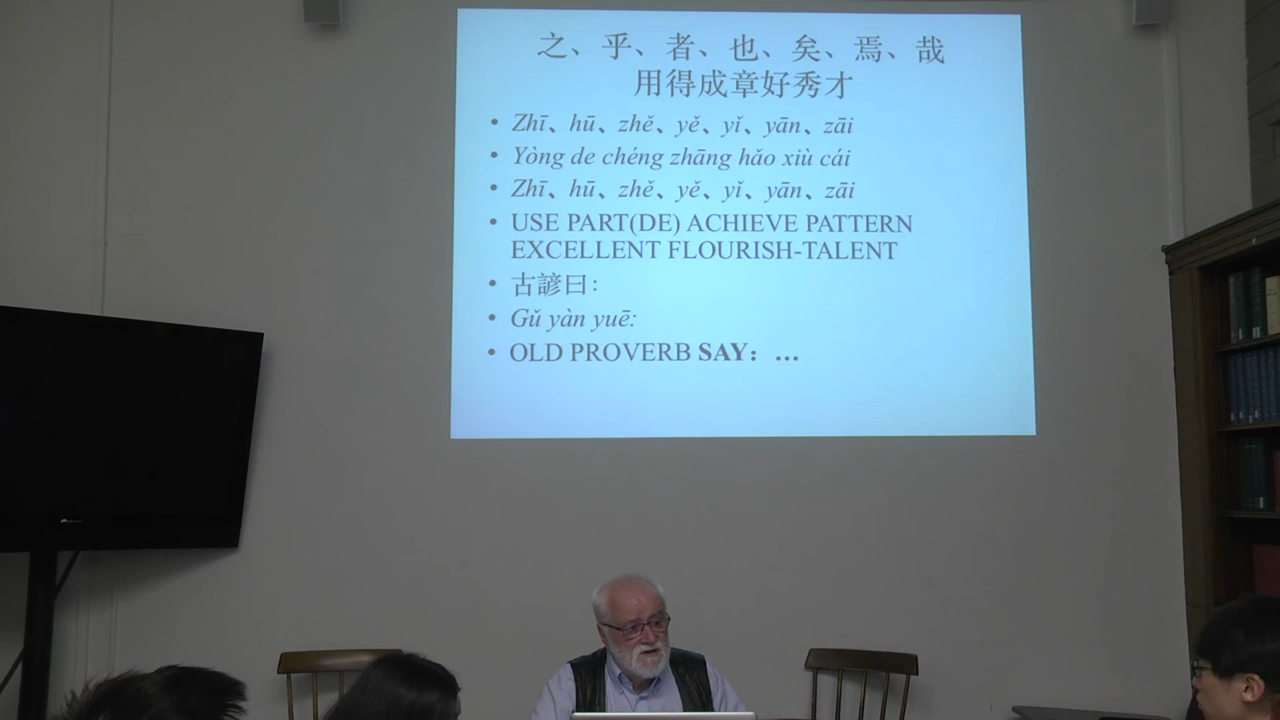 之、乎、者、也、矣、焉、哉
用得成章好秀才
• Zhī、hū、zhě、yě、yǐ、yān、zāi
• Yòng de chéng zhāng hǎo xiù cái
• Zhī、hū、zhě、yě、yǐ、yān、zāi
• USE PART(DE) ACHIEVE PATTERN
EXCELLENT FLOURISH-TALENT
• 古諺曰：
• Gǔ yàn yuē:
• OLD PROVERB SAY： …